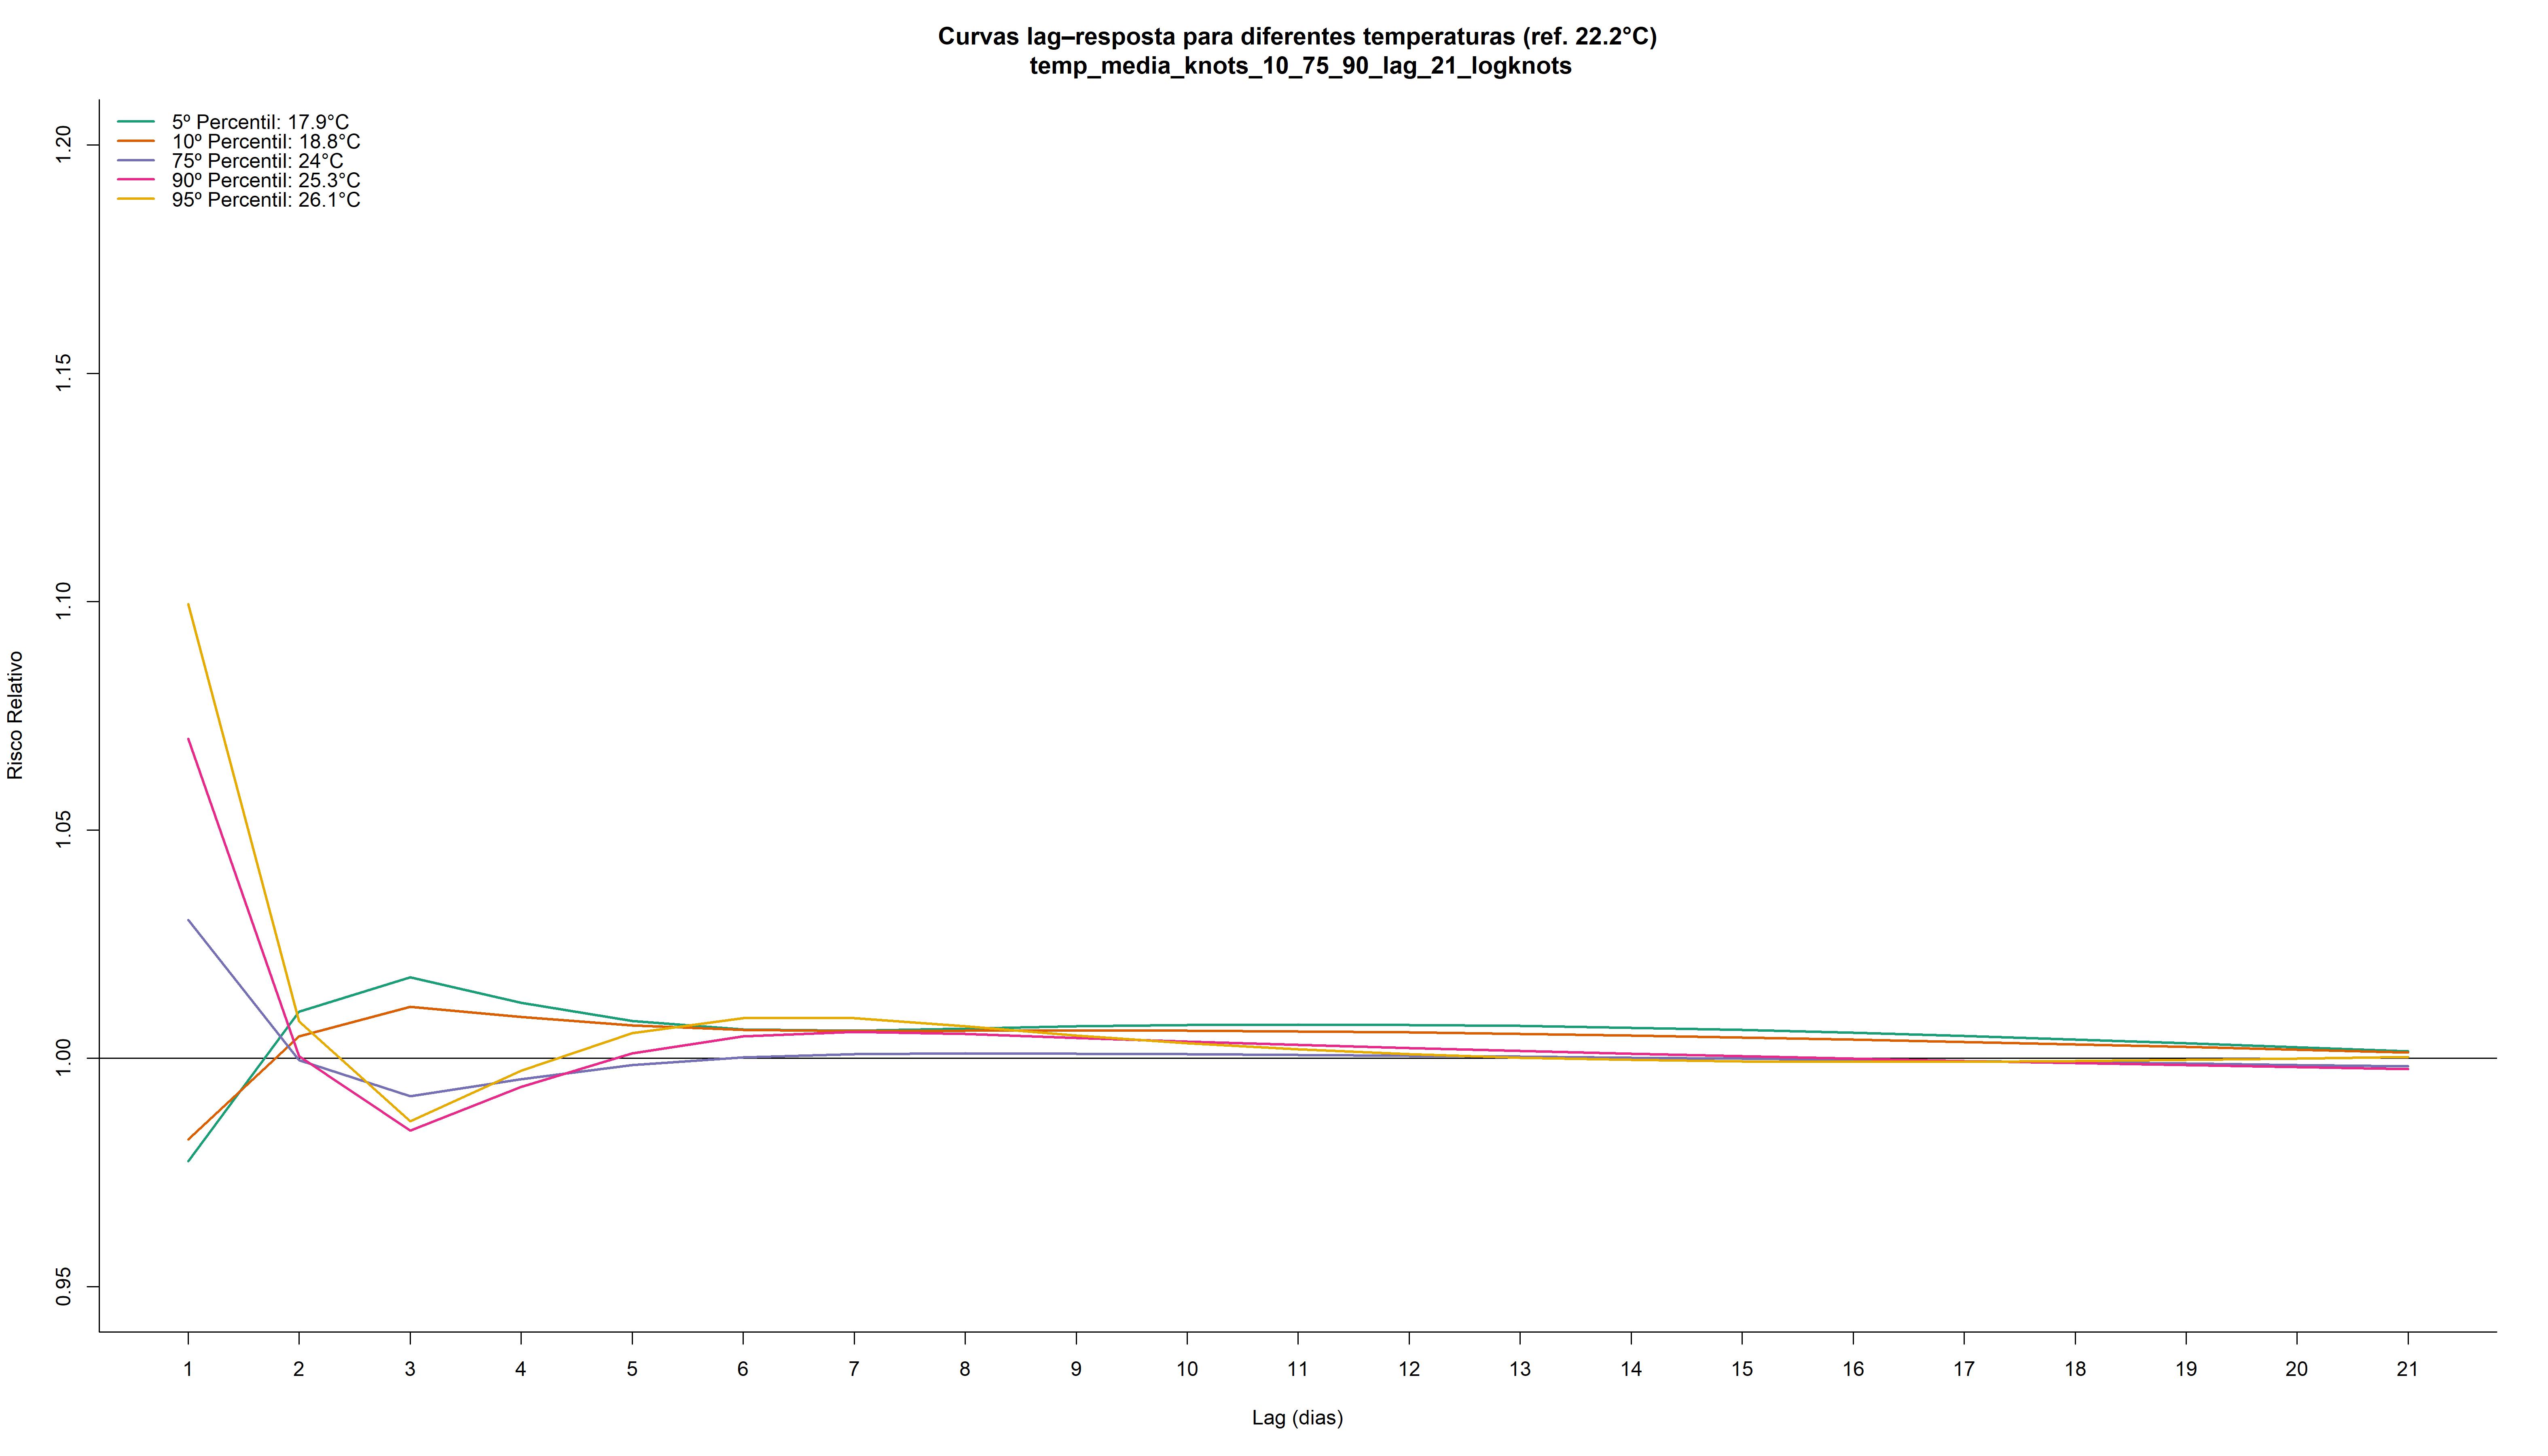 Curvas lag–resposta para diferentes temperaturas (ref. 22.2°C)
temp_media_knots_10_75_90_lag_21_logknots
5º Percentil: 17.9°C
10º Percentil: 18.8°C
75º Percentil: 24°C
90º Percentil: 25.3°C
95º Percentil: 26.1°C
Risco Relativo
1.20
1.15
1.10
1.05
1.00
0.95
1 2 3 4 5 6 7 8 9 10 11 12 13 14 15 16 17 18 19 20 21
Lag (dias)